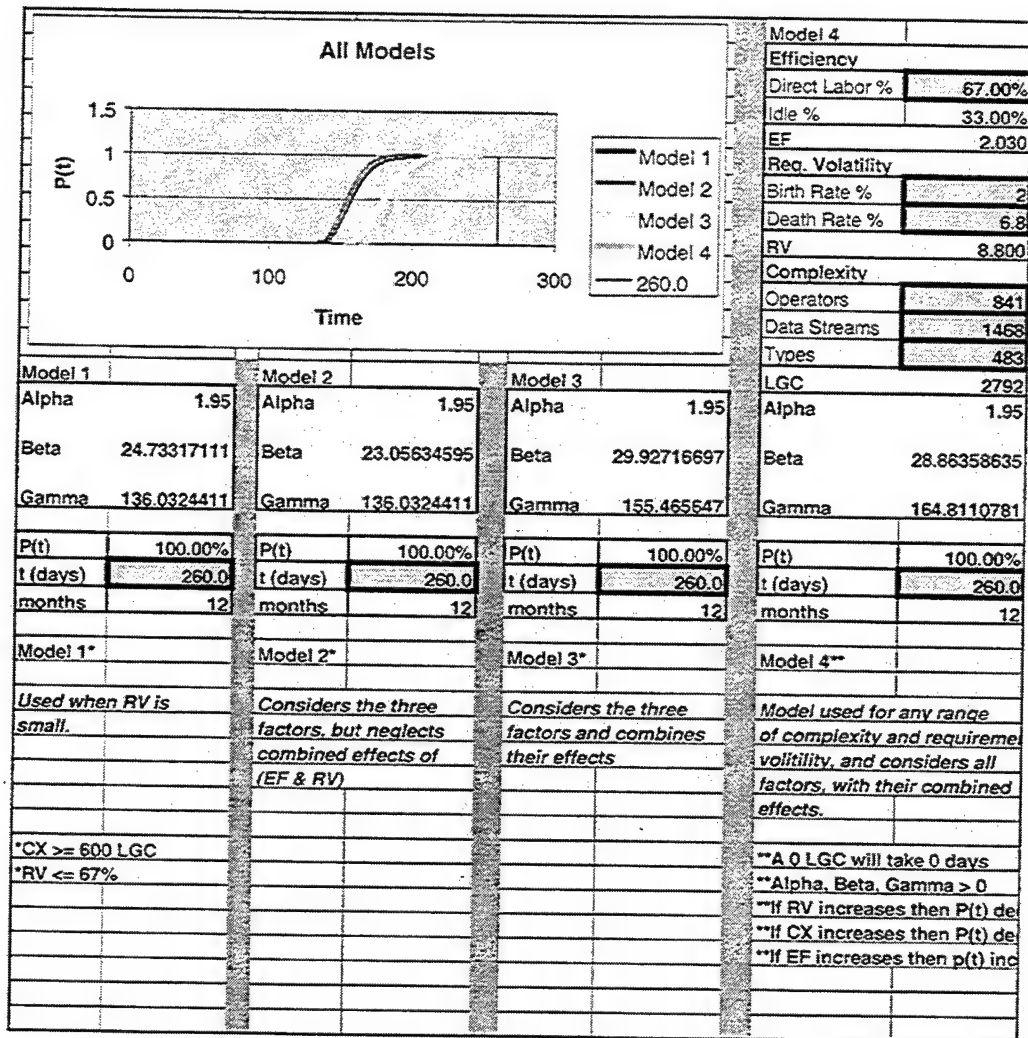 All Models
P(t)
1.5
1
0.5
0
0
100
200
300
Time
Model 1
Model 2
Model 3
Model 4
260.0
Model 4
Efficiency
Direct Labor % 67.00%
Idle % 33.00%
EF 2.030
Req. Volatility
Birth Rate % 2
Death Rate % 6.8
RV 8.800
Complexity
Operators 841
Data Streams 1468
Types 483
LGC 2792
Alpha 1.95
Beta 28.86358635
Gamma 164.8110781
P(t) 100.00%
t (days) 260.0
months 12
Model 4**
Model used for any range
of complexity and requiremei
volitility, and considers all
factors, with their combined
effects.
**A 0 LGC will take 0 days
**Alpha, Beta, Gamma > 0
**If RV increases then P(t) de
**If CX increases then P(t) de
**If EF increases then p(t) inc
Model 1
Alpha 1.95
Beta 24.73317111
Gamma 136.0324411
P(t) 100.00%
t (days) 260.0
months 12
Model 1*
Used when RV is
small.
*CX >= 600 LGC
*RV <= 67%
Model 2
Alpha 1.95
Beta 23.05634595
Gamma 136.0324411
P(t) 100.00%
t (days) 260.0
months 12
Model 2*
Considers the three
factors, but neglects
combined effects of
(EF & RV)
Model 3
Alpha 1.95
Beta 29.92716697
Gamma 155.465647
P(t) 100.00%
t (days) 260.0
months 12
Model 3*
Considers the three
factors and combines
their effects